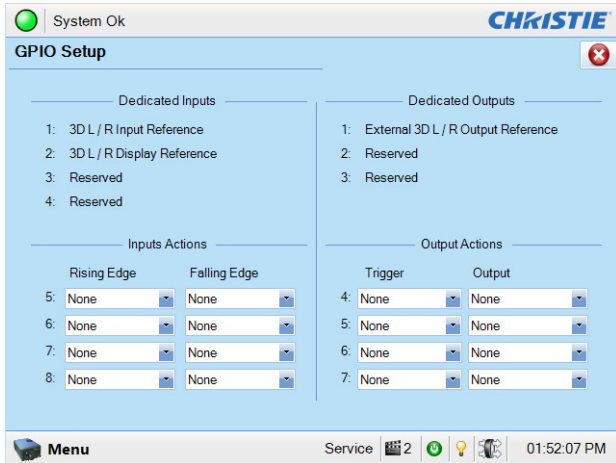 System Ok
CHRISTIE
GPIO Setup
Dedicated Inputs
1: 3D L / R Input Reference
2: 3D L / R Display Reference
3: Reserved
4: Reserved
Dedicated Outputs
1: External 3D L / R Output Reference
2: Reserved
3: Reserved
Inputs Actions
Rising Edge Falling Edge
5: None None
6: None None
7: None None
8: None None
Output Actions
Trigger Output
4: None None
5: None None
6: None None
7: None None
Menu
Service 2 01:52:07 PM